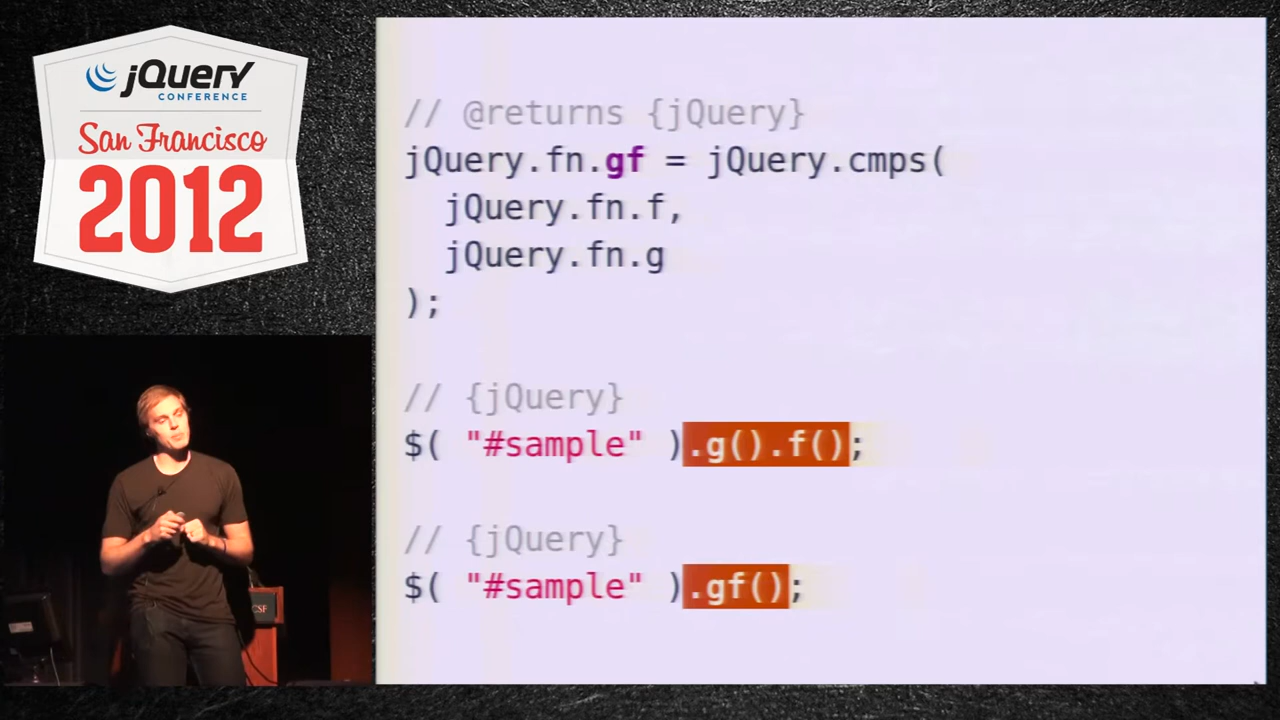 jQuery
CONFERENCE
San Francisco
2012
// @returns {jQuery}
jQuery.fn.gf = jQuery.cmps(
  jQuery.fn.f,
  jQuery.fn.g
);
// {jQuery}
$( "#sample" ).g().f();
// {jQuery}
$( "#sample" ).gf();
CSF